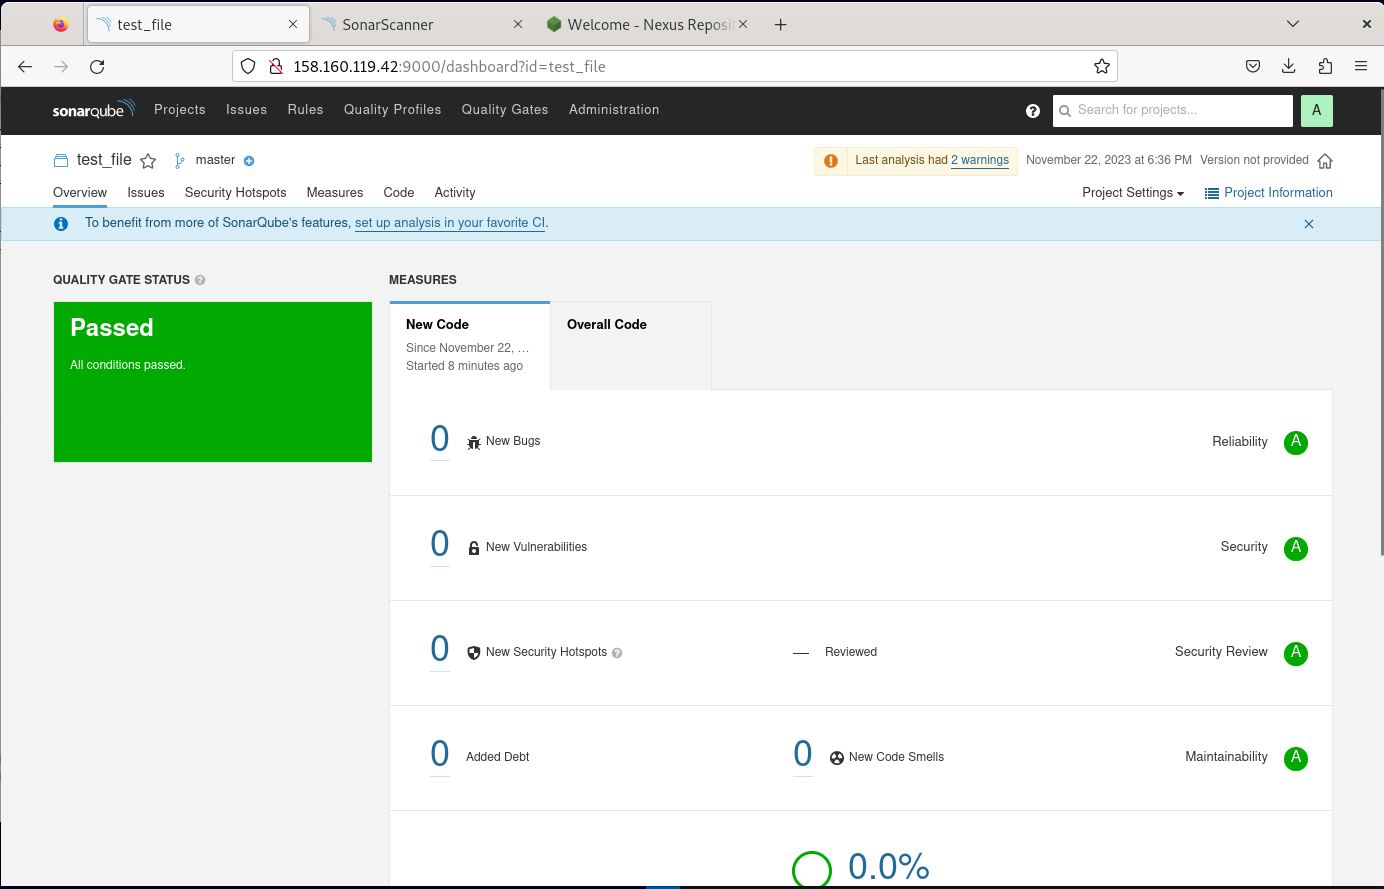 test_file
SonarScanner
Welcome - Nexus Reposit
158.160.119.42:9000/dashboard?id=test_file
sonarqube Projects Issues Rules Quality Profiles Quality Gates Administration
Search for projects...
A
test_file master
Last analysis had 2 warnings November 22, 2023 at 6:36 PM Version not provided
Overview Issues Security Hotspots Measures Code Activity
Project Settings Project Information
To benefit from more of SonarQube's features, set up analysis in your favorite CI.
QUALITY GATE STATUS
MEASURES
Passed
All conditions passed.
New Code
Since November 22, …
Started 8 minutes ago
Overall Code
0 New Bugs Reliability A
0 New Vulnerabilities Security A
0 New Security Hotspots — Reviewed Security Review A
0 Added Debt 0 New Code Smells Maintainability A
0.0%